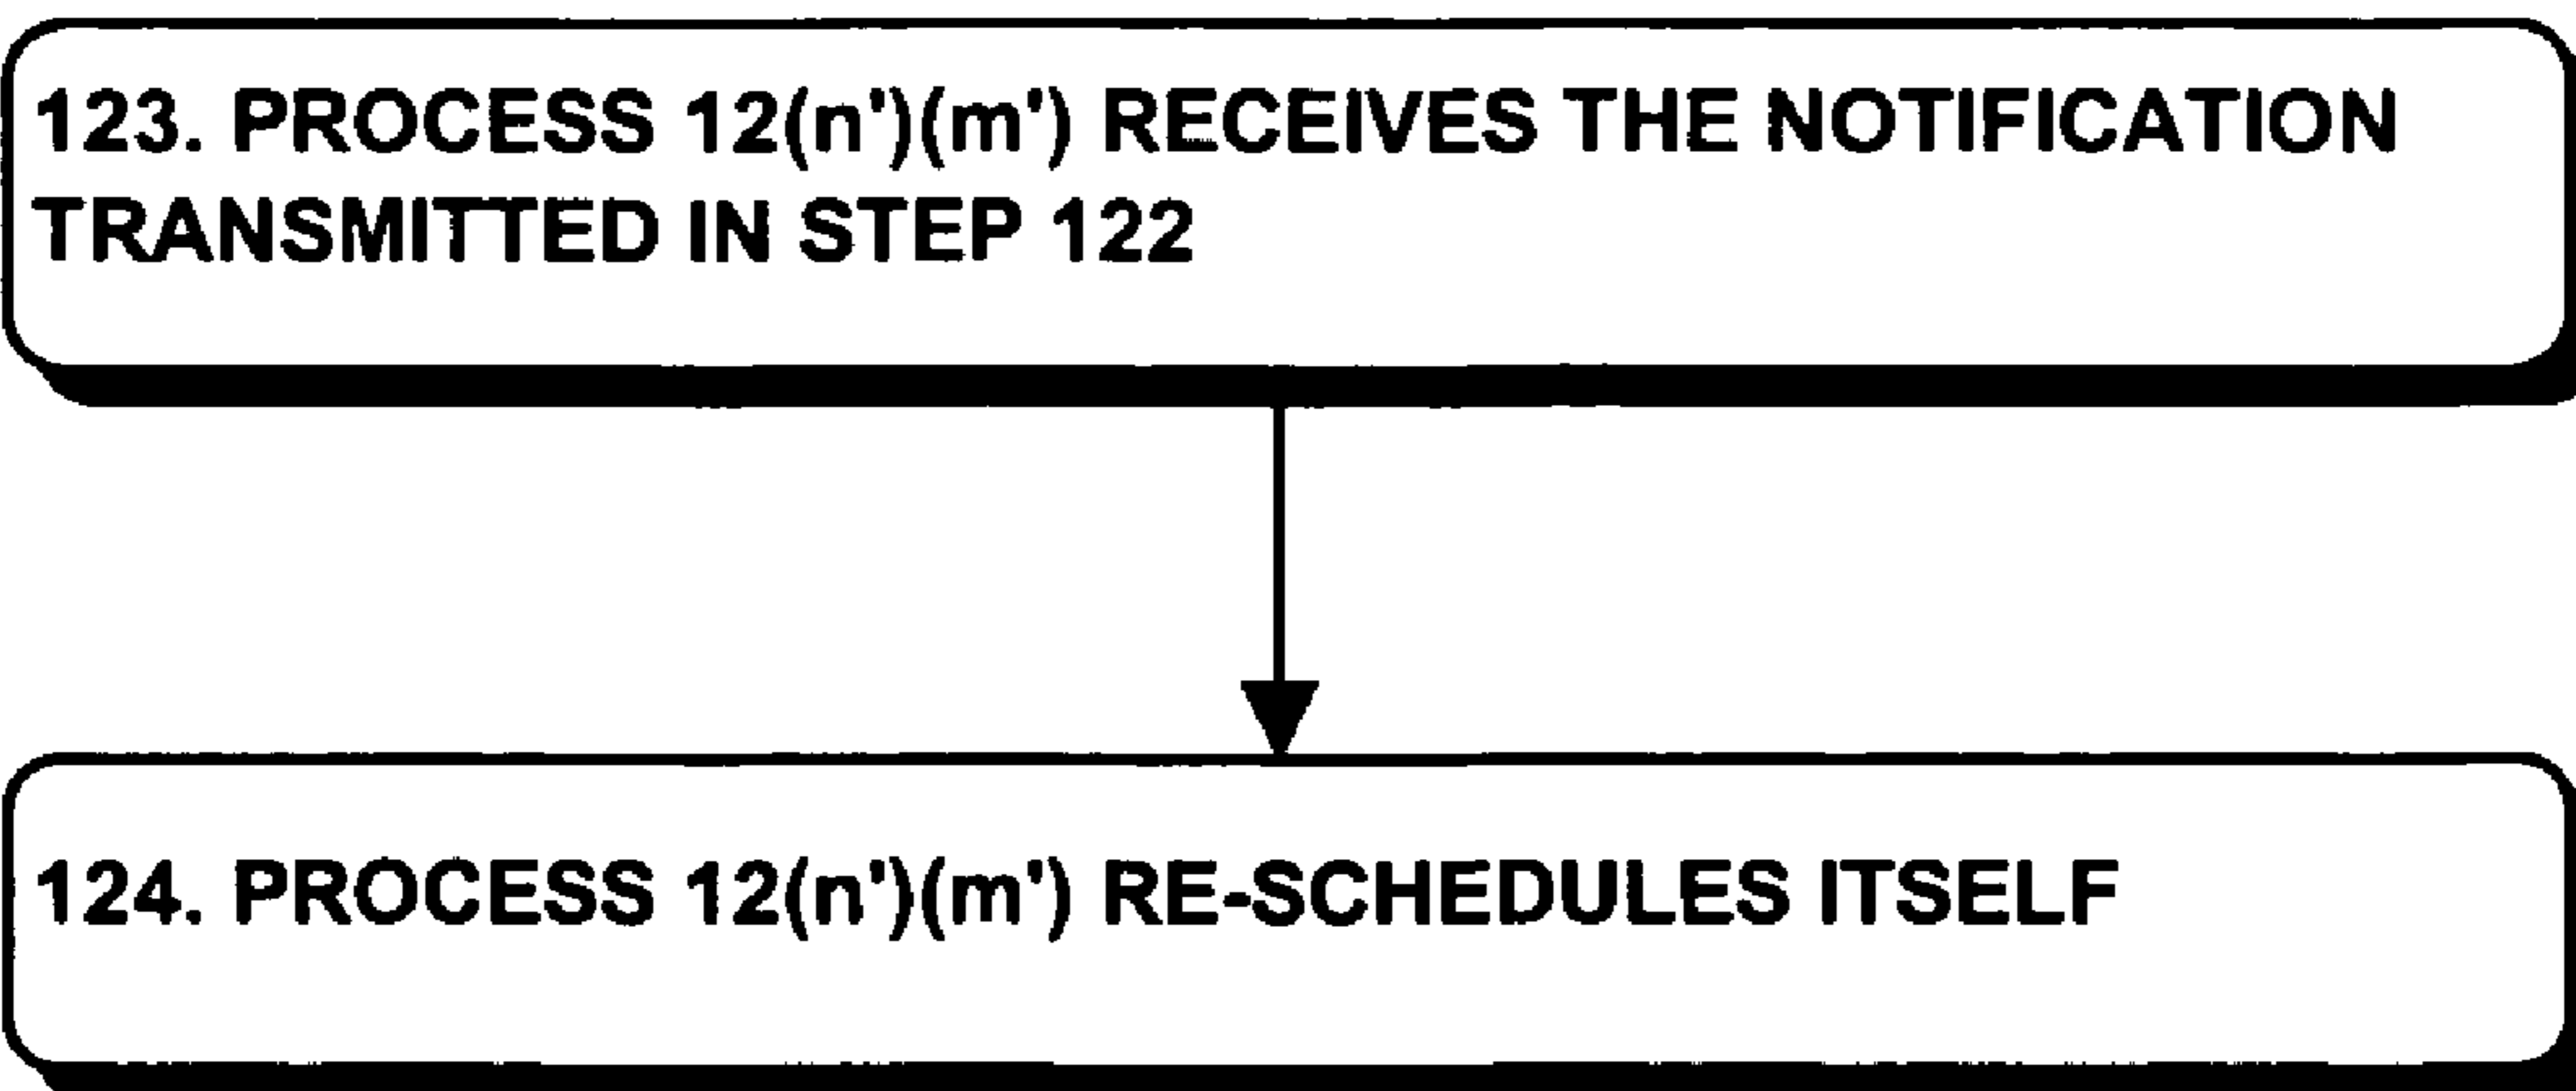 123. PROCESS 12(n')(m') RECEIVES THE NOTIFICATION
TRANSMITTED IN STEP 122
124. PROCESS 12(n')(m') RE-SCHEDULES ITSELF